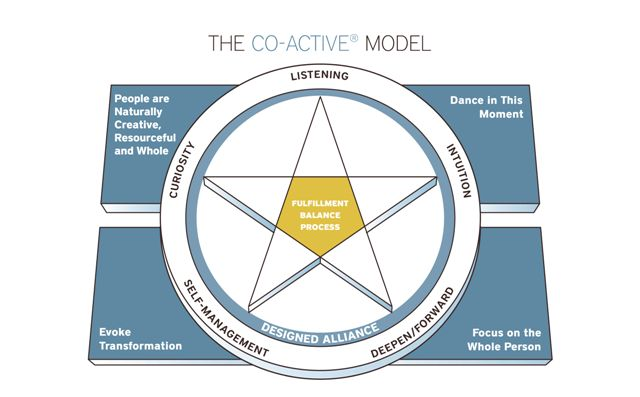 THE CO-ACTIVE® MODEL
LISTENING
People are
Naturally
Creative,
Resourceful
and Whole
Dance in This
Moment
CURIOSITY
INTUITION
FULFILLMENT
BALANCE
PROCESS
SELF-MANAGEMENT
DEEPEN/FORWARD
DESIGNED ALLIANCE
Evoke
Transformation
Focus on the
Whole Person